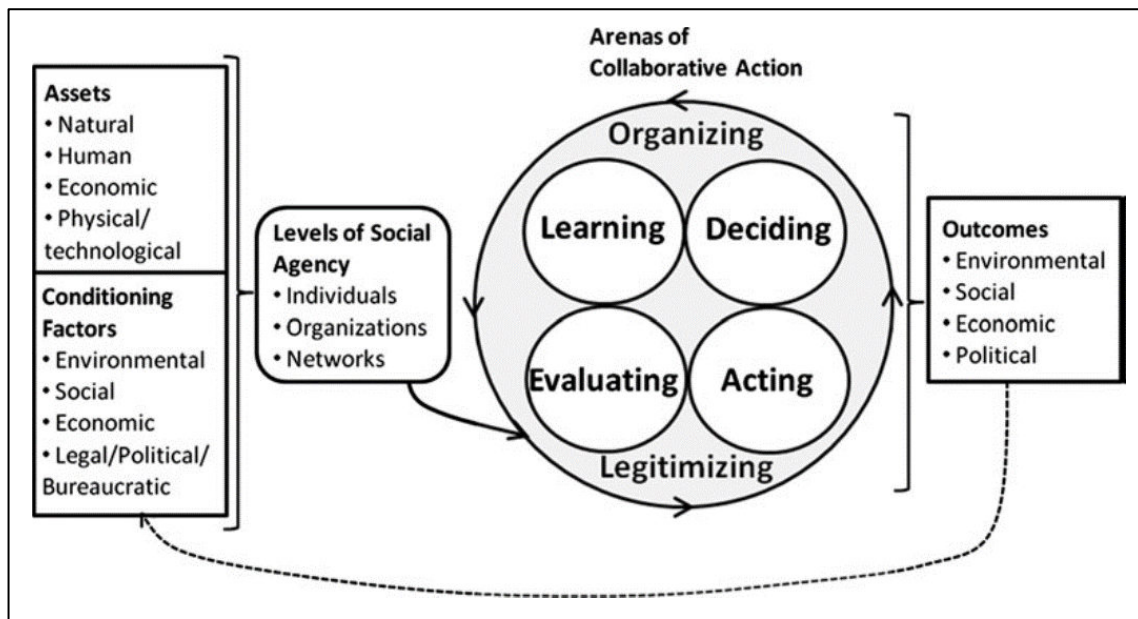 Assets
• Natural
• Human
• Economic
• Physical/
technological
Conditioning
Factors
• Environmental
• Social
• Economic
• Legal/Political/
Bureaucratic
Levels of Social
Agency
• Individuals
• Organizations
• Networks
Arenas of
Collaborative Action
Organizing
Learning
Deciding
Evaluating
Acting
Legitimizing
Outcomes
• Environmental
• Social
• Economic
• Political